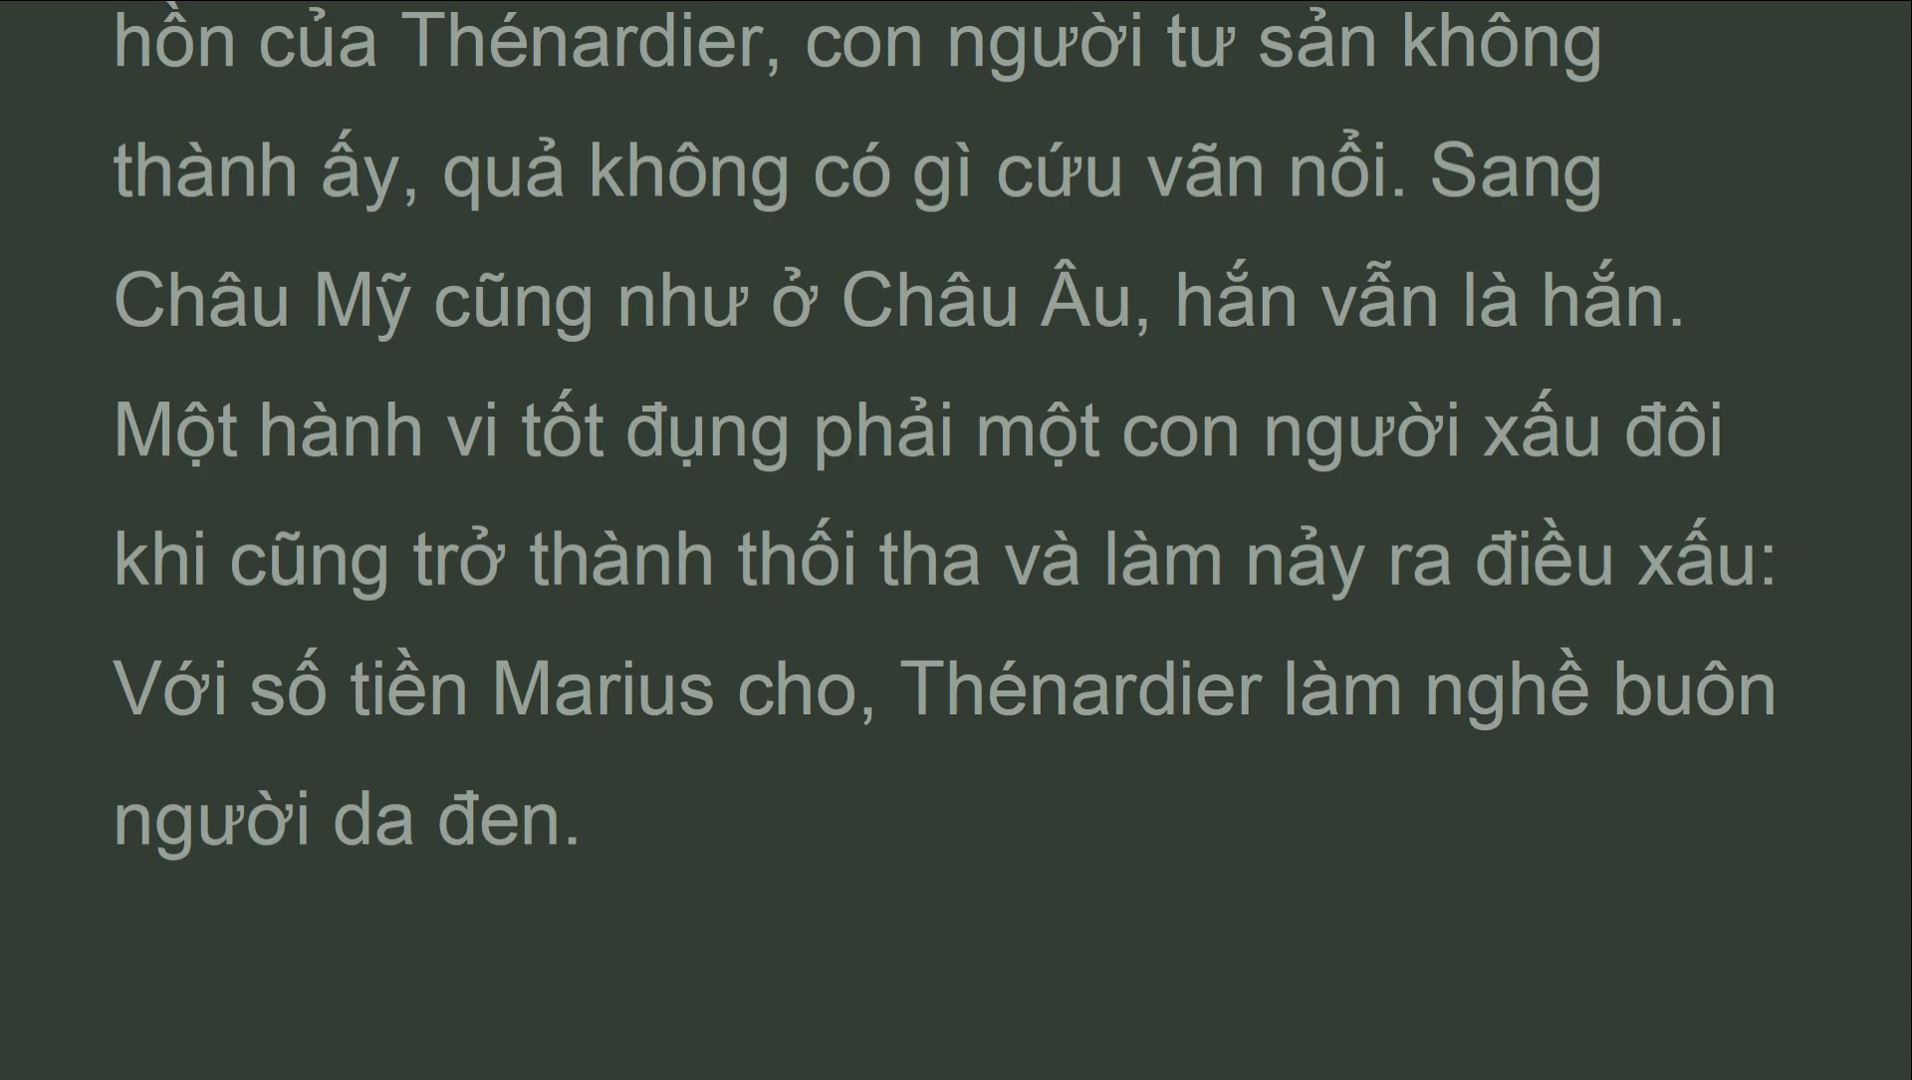 hồn của Thénardier, con người tư sản không
thành ấy, quả không có gì cứu vãn nổi. Sang
Châu Mỹ cũng như ở Châu Âu, hắn vẫn là hắn.
Một hành vi tốt đụng phải một con người xấu đôi
khi cũng trở thành thối tha và làm nảy ra điều xấu:
Với số tiền Marius cho, Thénardier làm nghề buôn
người da đen.